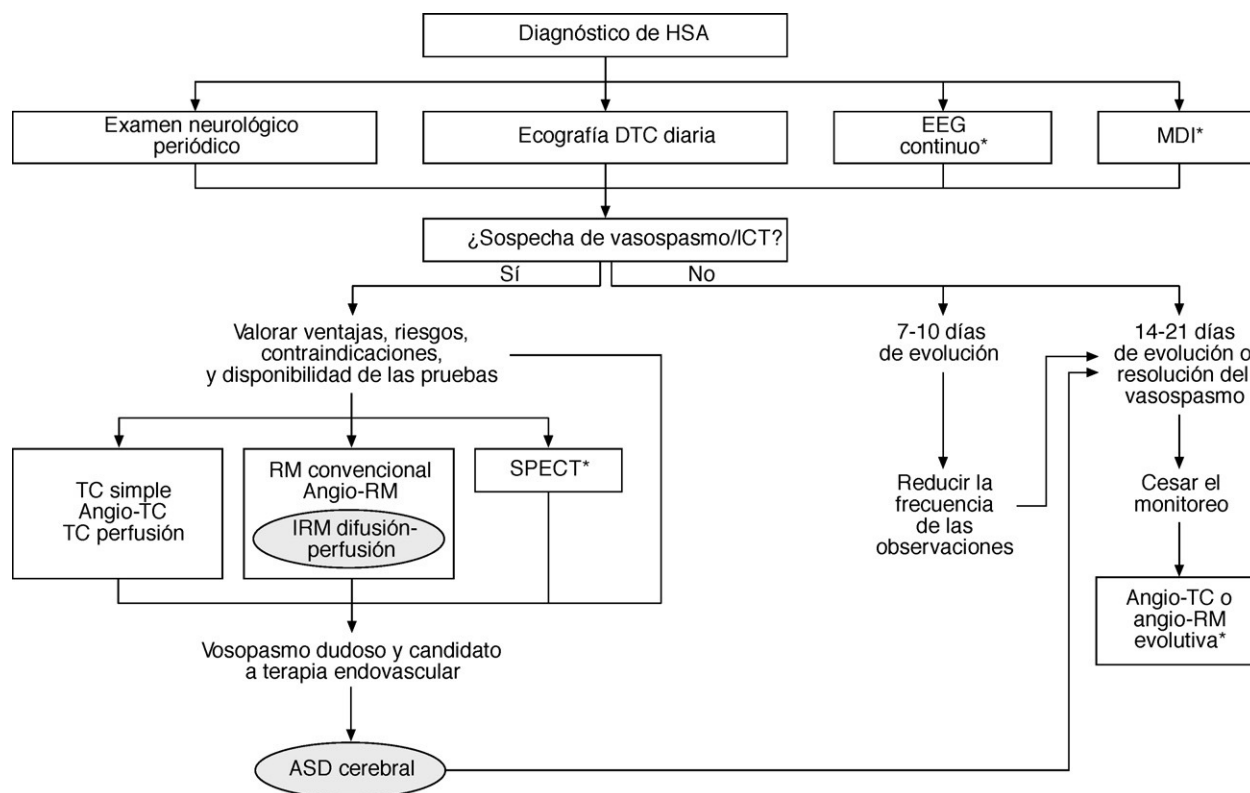 Diagnóstico de HSA
Examen neurológico
periódico
Ecografía DTC diaria
EEG
continuo*
MDI*
¿Sospecha de vasospasmo/ICT?
Sí
No
Valorar ventajas, riesgos,
contraindicaciones,
y disponibilidad de las pruebas
7-10 días
de evolución
14-21 días
de evolución o
resolución del
vasospasmo
TC simple
Angio-TC
TC perfusión
RM convencional
Angio-RM
IRM difusión-
perfusión
SPECT*
Reducir la
frecuencia
de las
observaciones
Cesar el
monitoreo
Angio-TC o
angio-RM
evolutiva*
Vosopasmo dudoso y candidato
a terapia endovascular
ASD cerebral